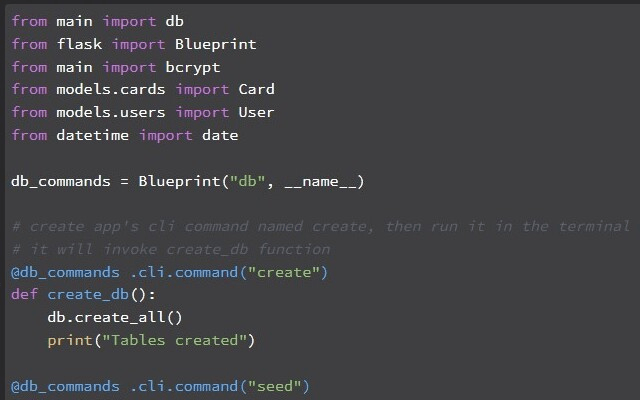 from main import db
from flask import Blueprint
from main import bcrypt
from models.cards import Card
from models.users import User
from datetime import date
db_commands = Blueprint("db", __name__)
# create app's cli command named create, then run it in the terminal
# it will invoke create_db function
@db_commands .cli.command("create")
def create_db():
    db.create_all()
    print("Tables created")
@db_commands .cli.command("seed")